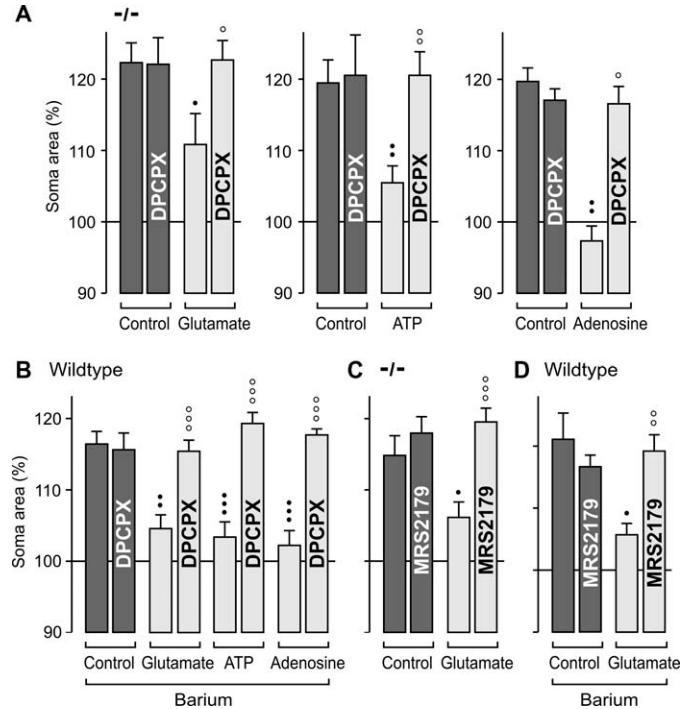 A -/-
Soma area (%)
120
110
100
90
DPCPX
DPCPX
Control Glutamate
120
110
100
90
DPCPX
DPCPX
Control ATP
120
110
100
90
DPCPX
DPCPX
Control Adenosine
B Wildtype
Soma area (%)
120
110
100
90
DPCPX
DPCPX
DPCPX
DPCPX
Control Glutamate ATP Adenosine
Barium
C -/-
MRS2179
MRS2179
Control Glutamate
D Wildtype
MRS2179
MRS2179
Control Glutamate
Barium